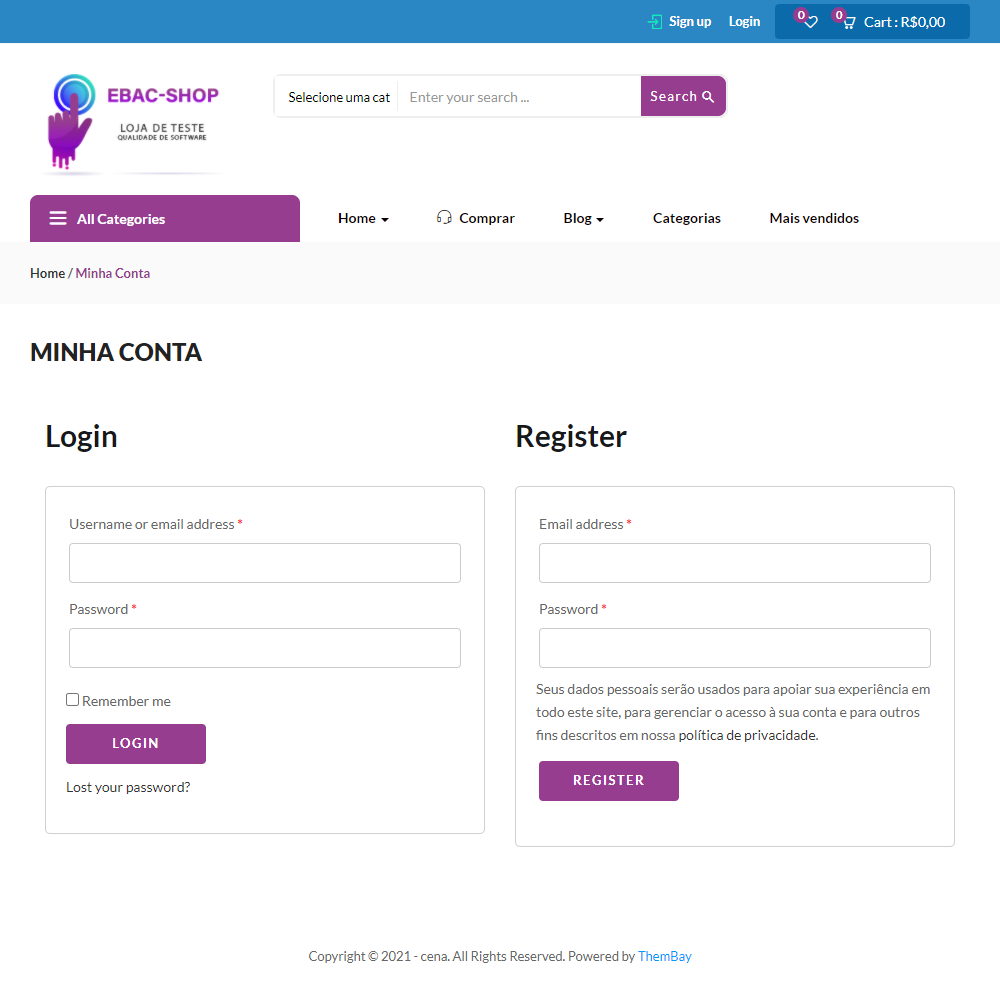 Sign up Login 0 0 Cart : R$0,00
EBAC-SHOP
LOJA DE TESTE
QUALIDADE DE SOFTWARE
Selecione uma cat Enter your search ... Search
All Categories Home Comprar Blog Categorias Mais vendidos
Home / Minha Conta
MINHA CONTA
Login
Username or email address *
Password *
Remember me
LOGIN
Lost your password?
Register
Email address *
Password *
Seus dados pessoais serão usados para apoiar sua experiência em
todo este site, para gerenciar o acesso à sua conta e para outros
fins descritos em nossa política de privacidade.
REGISTER
Copyright © 2021 - cena. All Rights Reserved. Powered by ThemBay